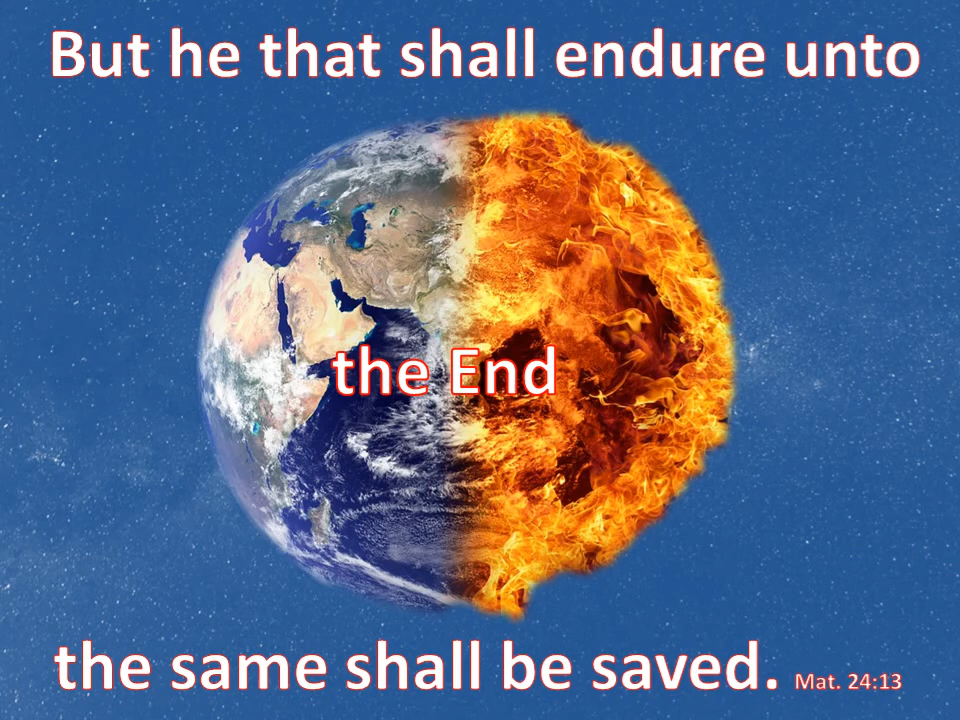 But he that shall endure unto
the End
the same shall be saved. Mat. 24:13